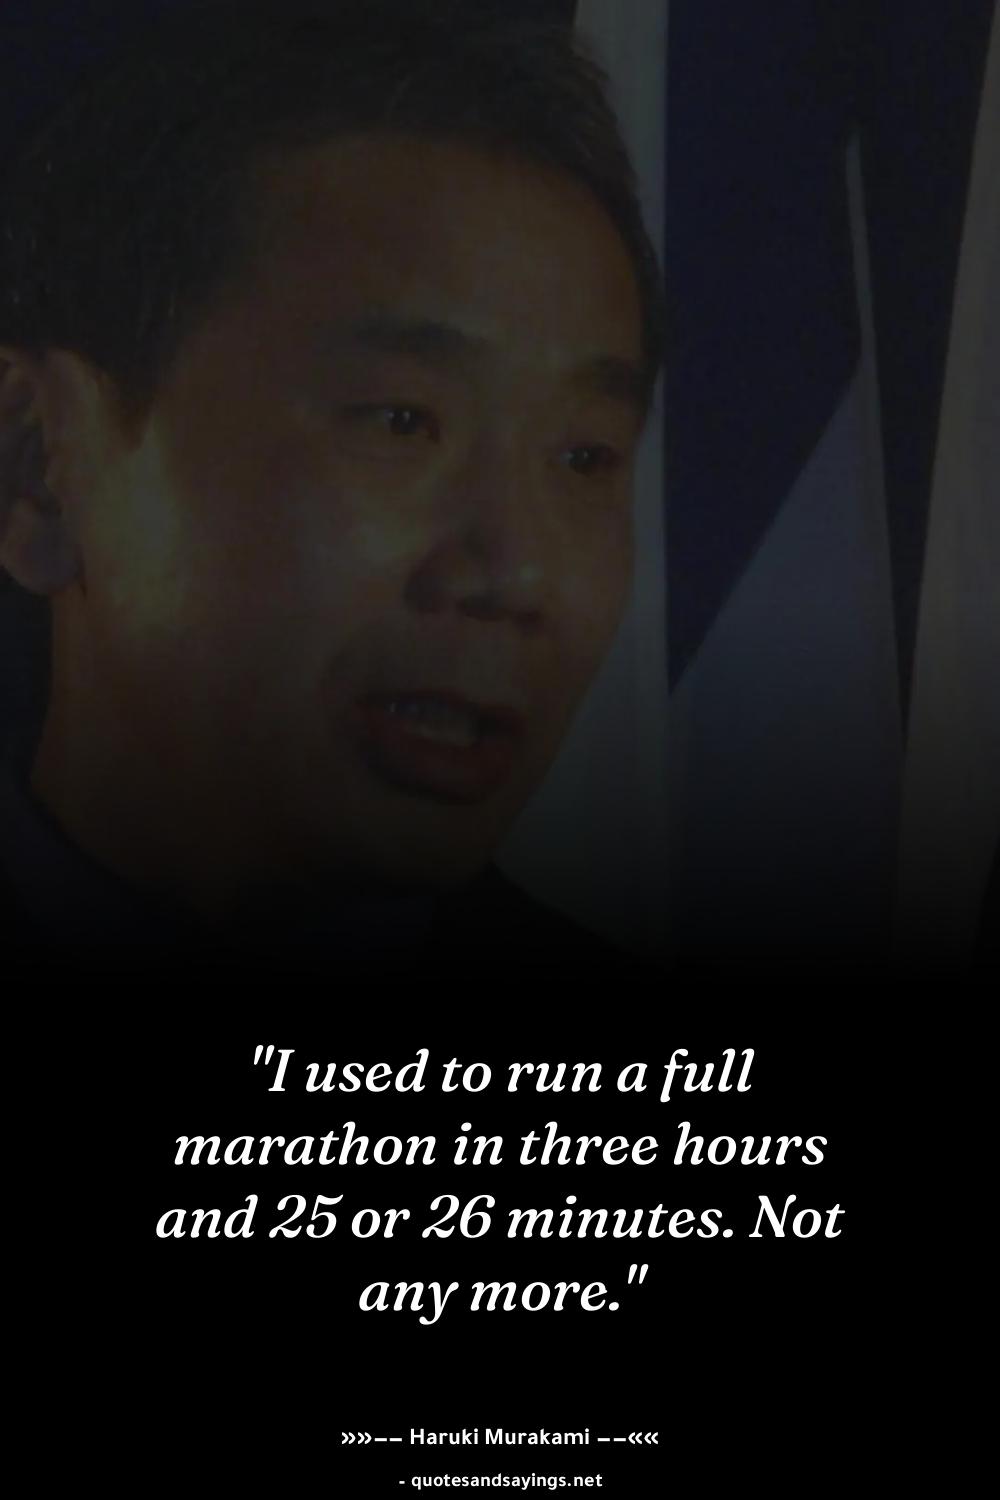 "I used to run a full
marathon in three hours
and 25 or 26 minutes. Not
any more."
»»–– Haruki Murakami ––««
- quotesandsayings.net